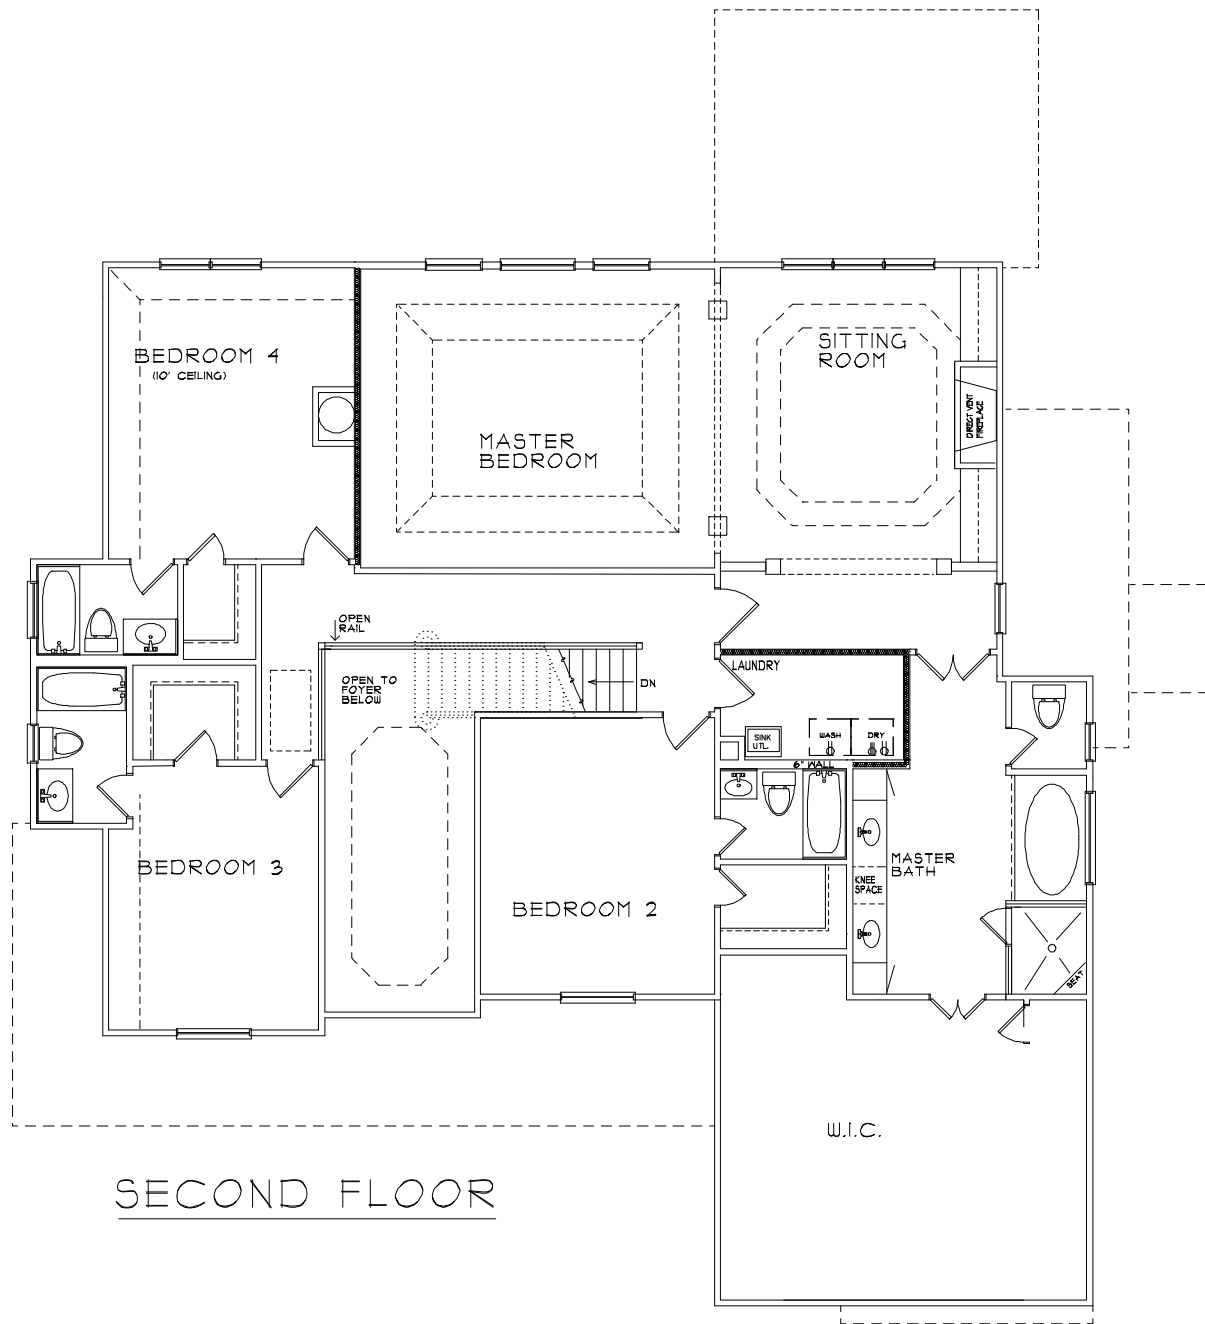 BEDROOM 4
(10' CEILING)
SITTING
ROOM
DIRECT VENT
FIREPLACE
MASTER
BEDROOM
OPEN
RAIL
LAUNDRY
OPEN TO
FOYER
BELOW
DN
SINK
UTL.
WASH
DRY
6" WALL
BEDROOM 3
MASTER
BATH
KNEE
SPACE
BEDROOM 2
SEAT
W.I.C.
SECOND FLOOR